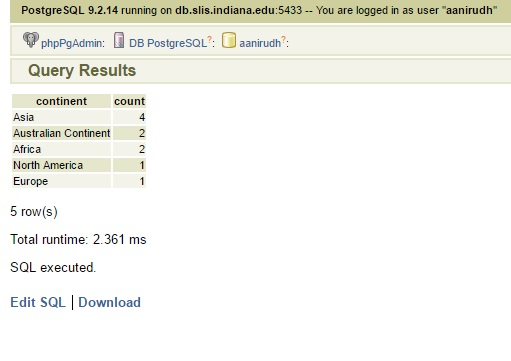 PostgreSQL 9.2.14 running on db.slis.indiana.edu:5433 -- You are logged in as user "aanirudh"
phpPgAdmin: DB PostgreSQL?: aanirudh?:
Query Results
continent count
Asia 4
Australian Continent 2
Africa 2
North America 1
Europe 1
5 row(s)
Total runtime: 2.361 ms
SQL executed.
Edit SQL | Download